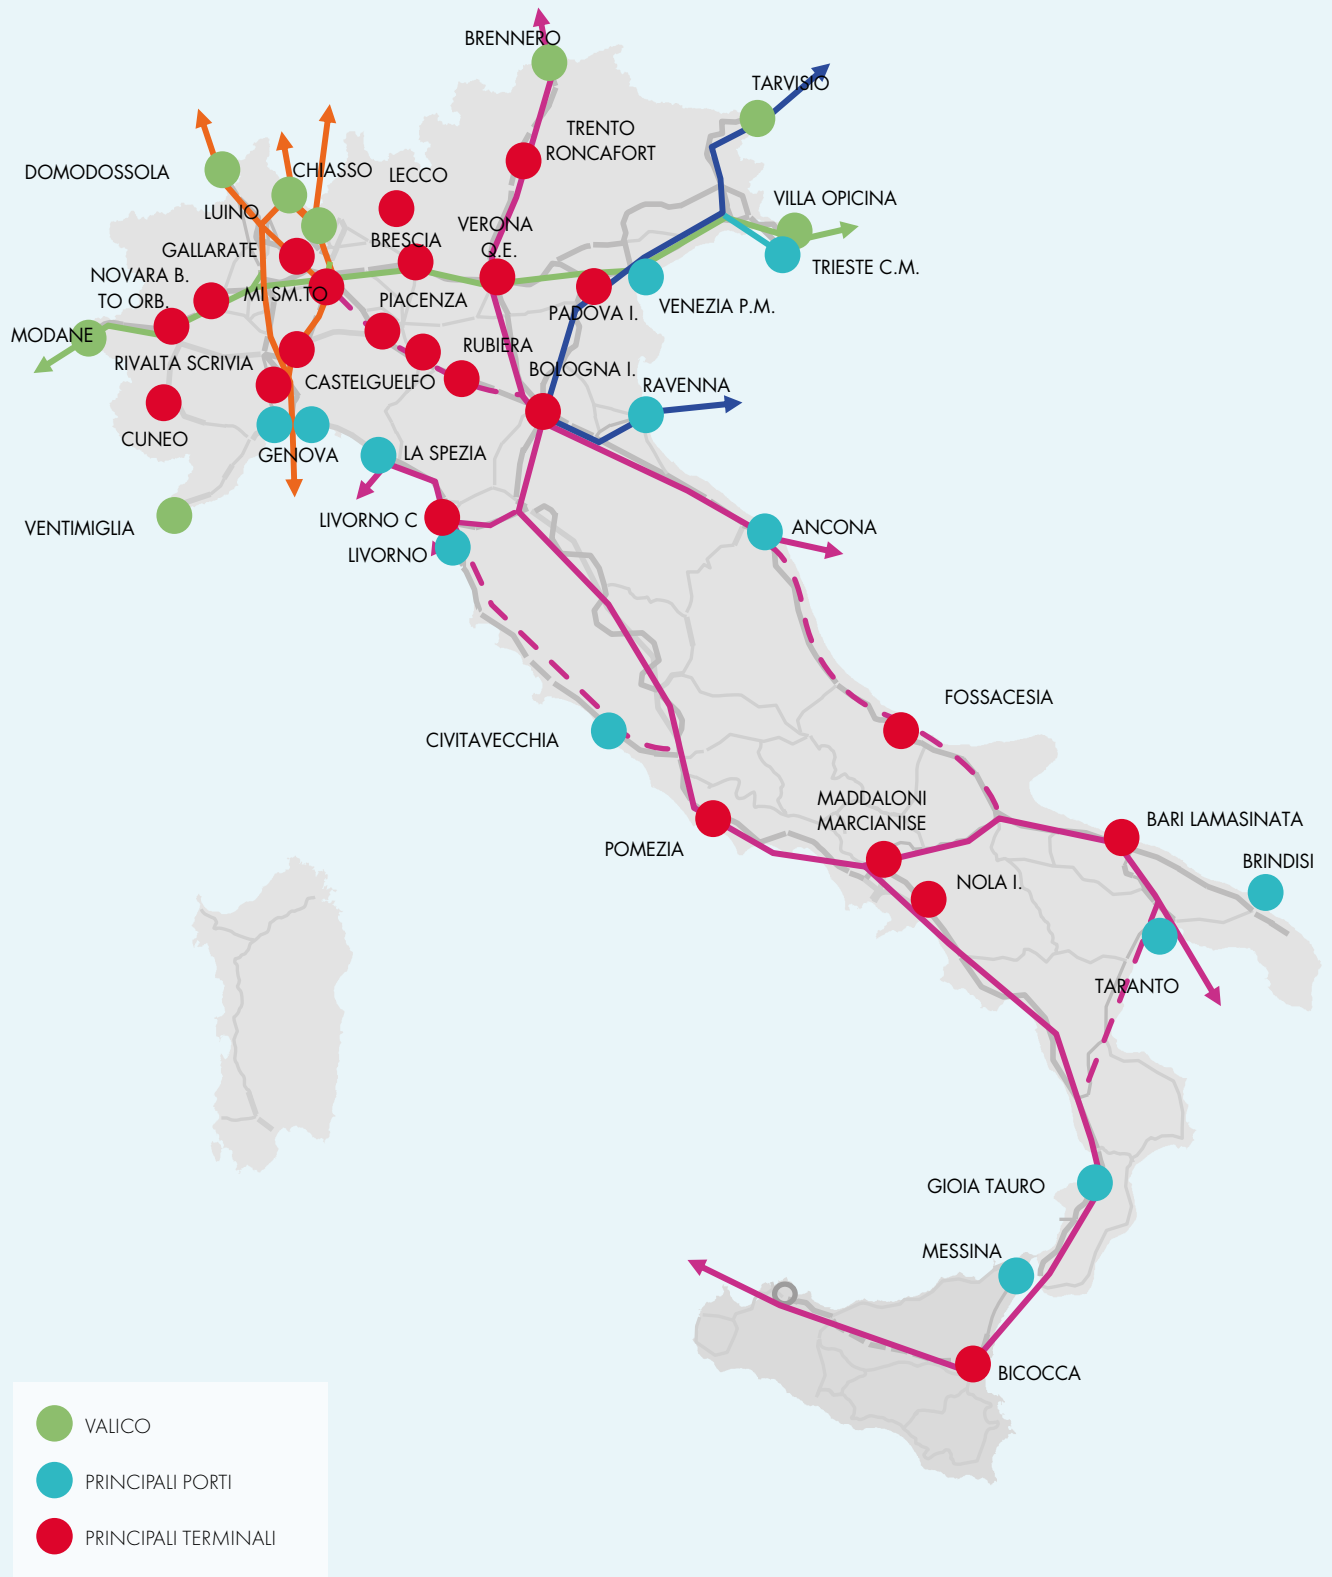 BRENNERO
TARVISIO
TRENTO
RONCAFORT
DOMODOSSOLA
CHIASSO
LECCO
LUINO
VILLA OPICINA
VERONA
Q.E.
GALLARATE
BRESCIA
TRIESTE C.M.
NOVARA B.
TO ORB.
MI SM.TO
PIACENZA
PADOVA I.
VENEZIA P.M.
MODANE
RIVALTA SCRIVIA
RUBIERA
CASTELGUELFO
BOLOGNA I.
RAVENNA
CUNEO
GENOVA
LA SPEZIA
VENTIMIGLIA
LIVORNO C
ANCONA
LIVORNO
FOSSACESIA
CIVITAVECCHIA
MADDALONI
MARCIANISE
BARI LAMASINATA
POMEZIA
BRINDISI
NOLA I.
TARANTO
GIOIA TAURO
MESSINA
BICOCCA
VALICO
PRINCIPALI PORTI
PRINCIPALI TERMINALI